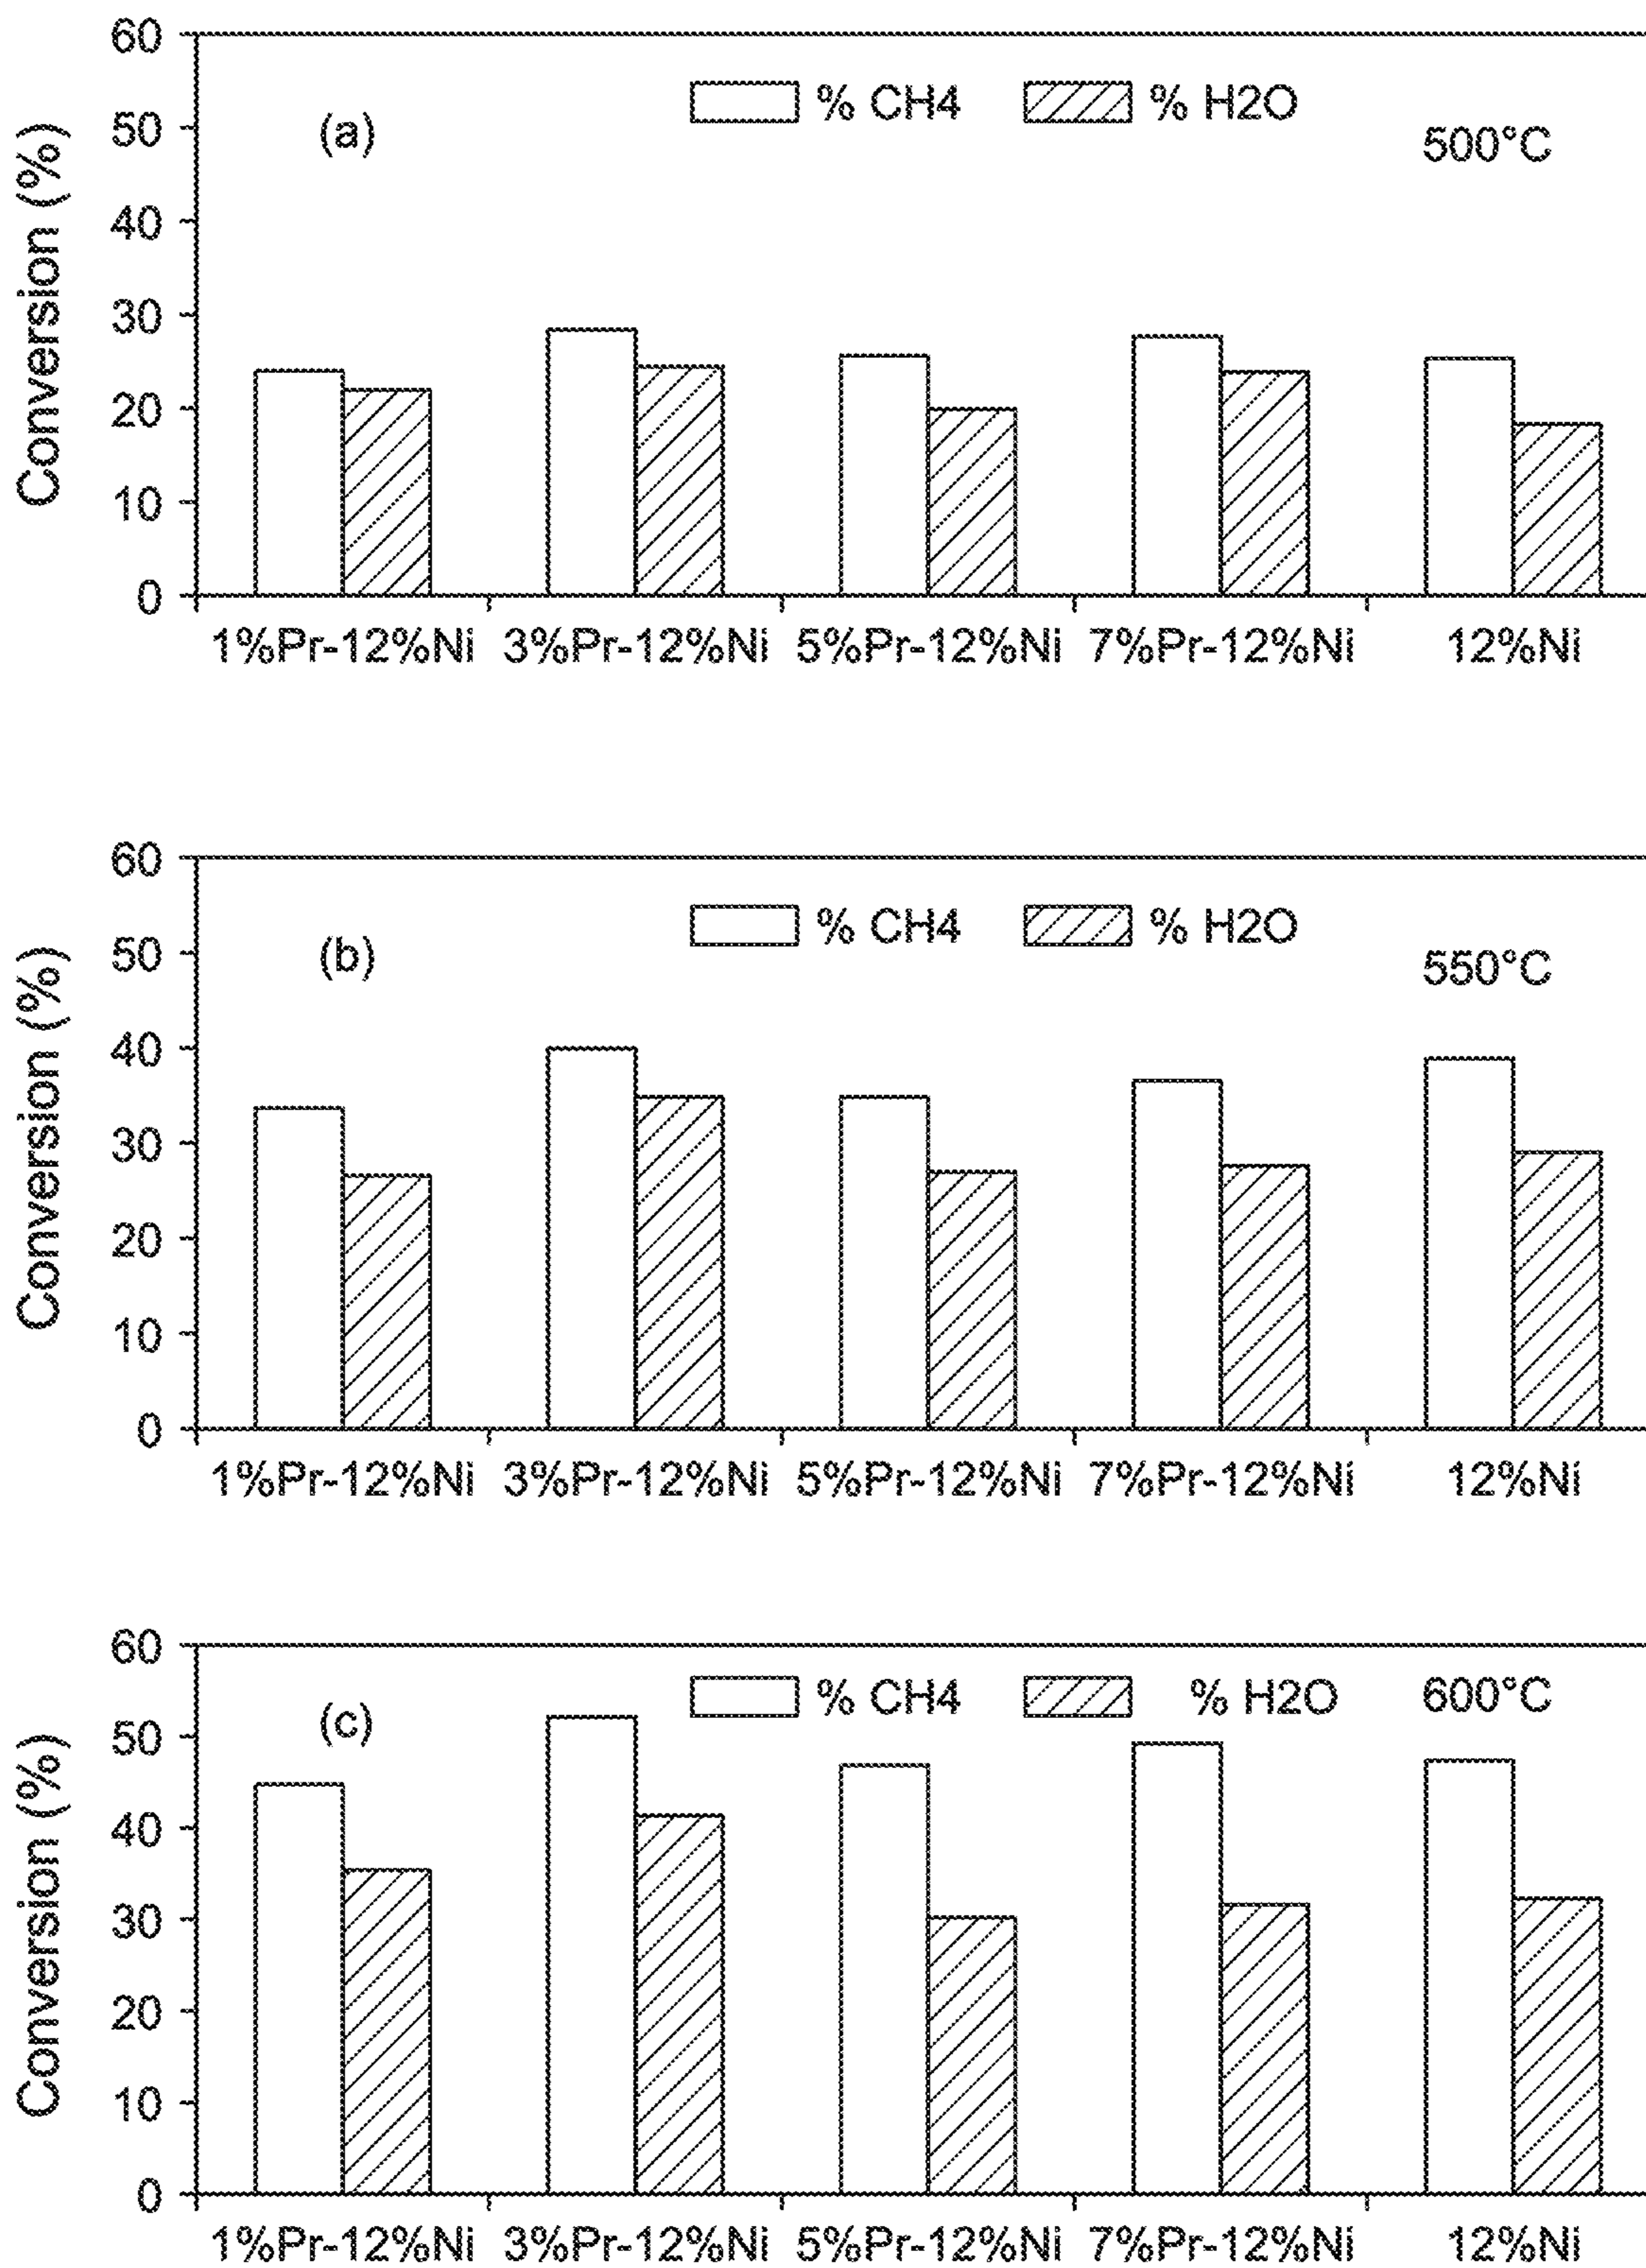 60
50
40
30
20
10
0
Conversion (%)
(a)
% CH4
% H2O
500°C
1%Pr-12%Ni 3%Pr-12%Ni 5%Pr-12%Ni 7%Pr-12%Ni 12%Ni
60
50
40
30
20
10
0
Conversion (%)
(b)
% CH4
% H2O
550°C
1%Pr-12%Ni 3%Pr-12%Ni 5%Pr-12%Ni 7%Pr-12%Ni 12%Ni
60
50
40
30
20
10
0
Conversion (%)
(c)
% CH4
% H2O
600°C
1%Pr-12%Ni 3%Pr-12%Ni 5%Pr-12%Ni 7%Pr-12%Ni 12%Ni